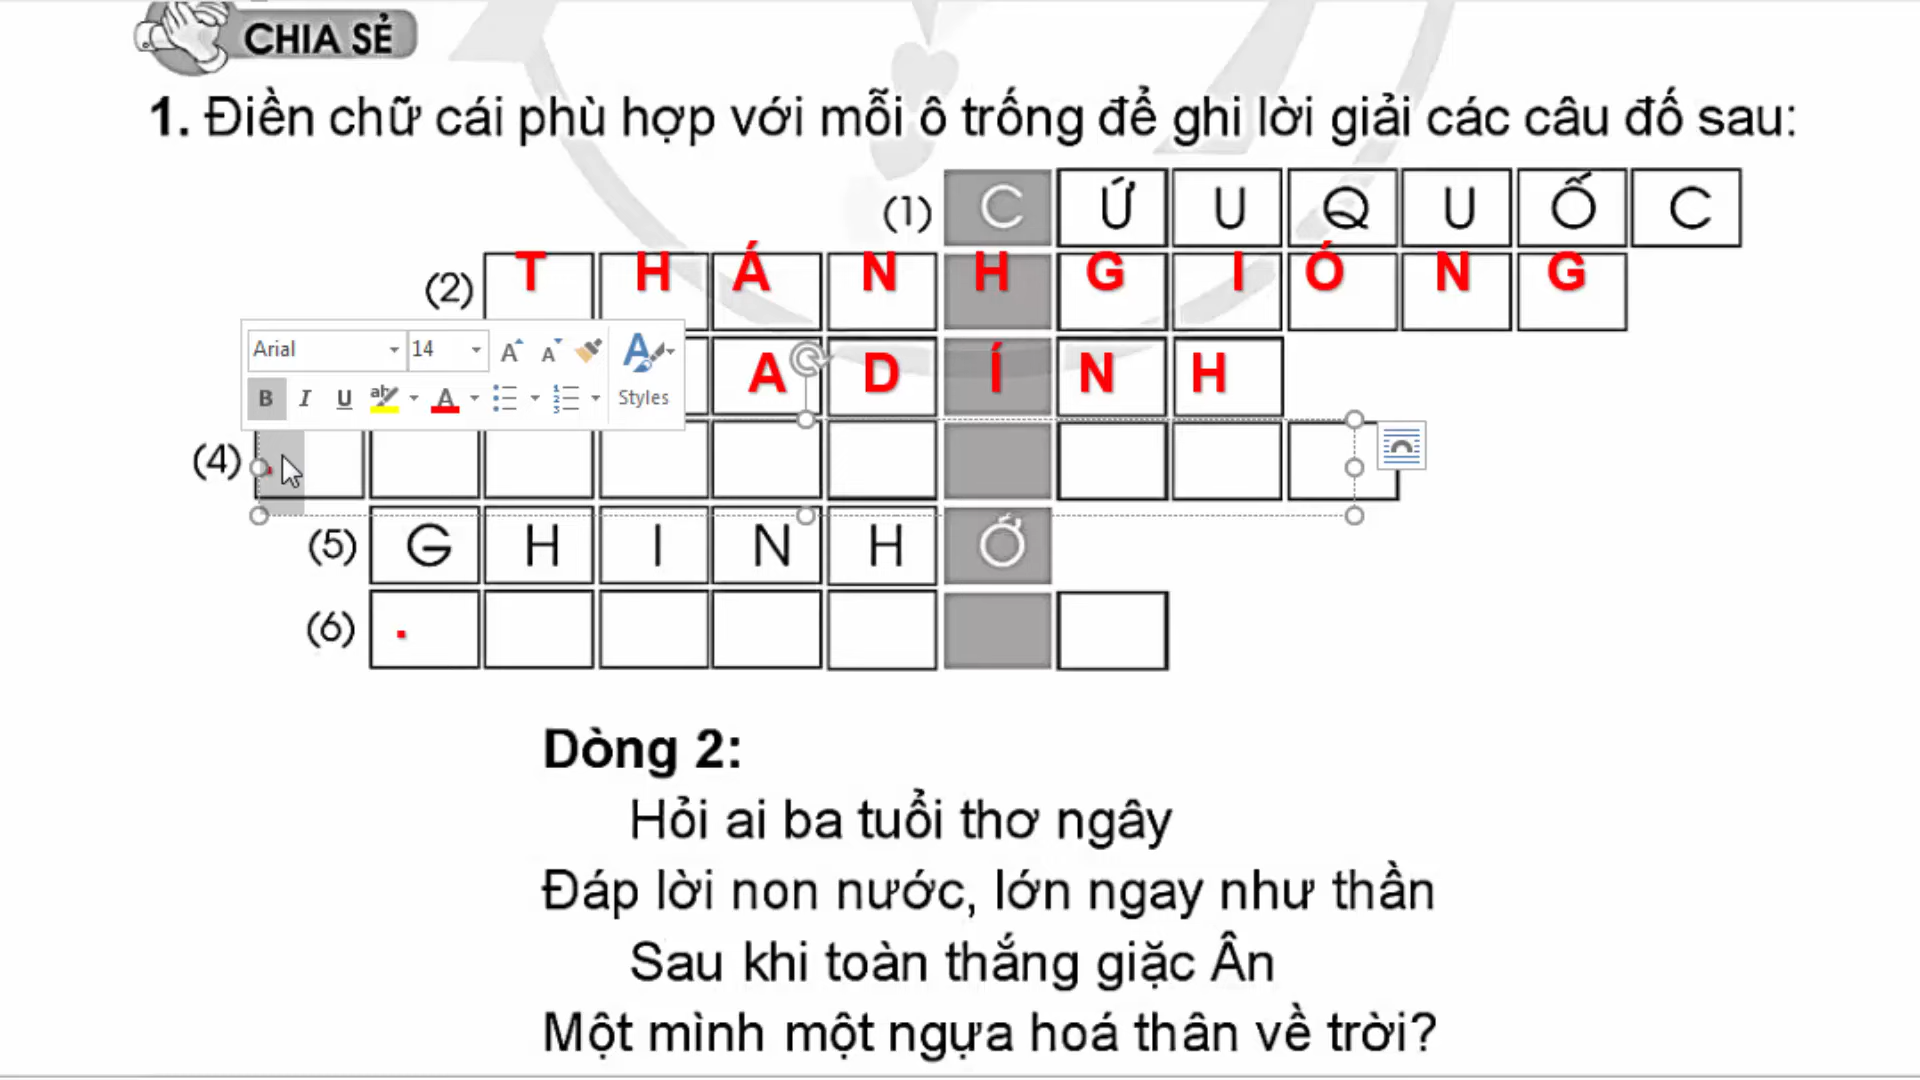 CHIA SẺ
1. Điền chữ cái phù hợp với mỗi ô trống để ghi lời giải các câu đố sau:
(1) C Ứ U Q U Ố C
(2) T H Á N H G I Ó N G
Arial 14
A D Í N H
B I U ab A Styles
(4)
(5) G H I N H Ớ
(6) .
Dòng 2:
Hỏi ai ba tuổi thơ ngây
Đáp lời non nước, lớn ngay như thần
Sau khi toàn thắng giặc Ân
Một mình một ngựa hoá thân về trời?